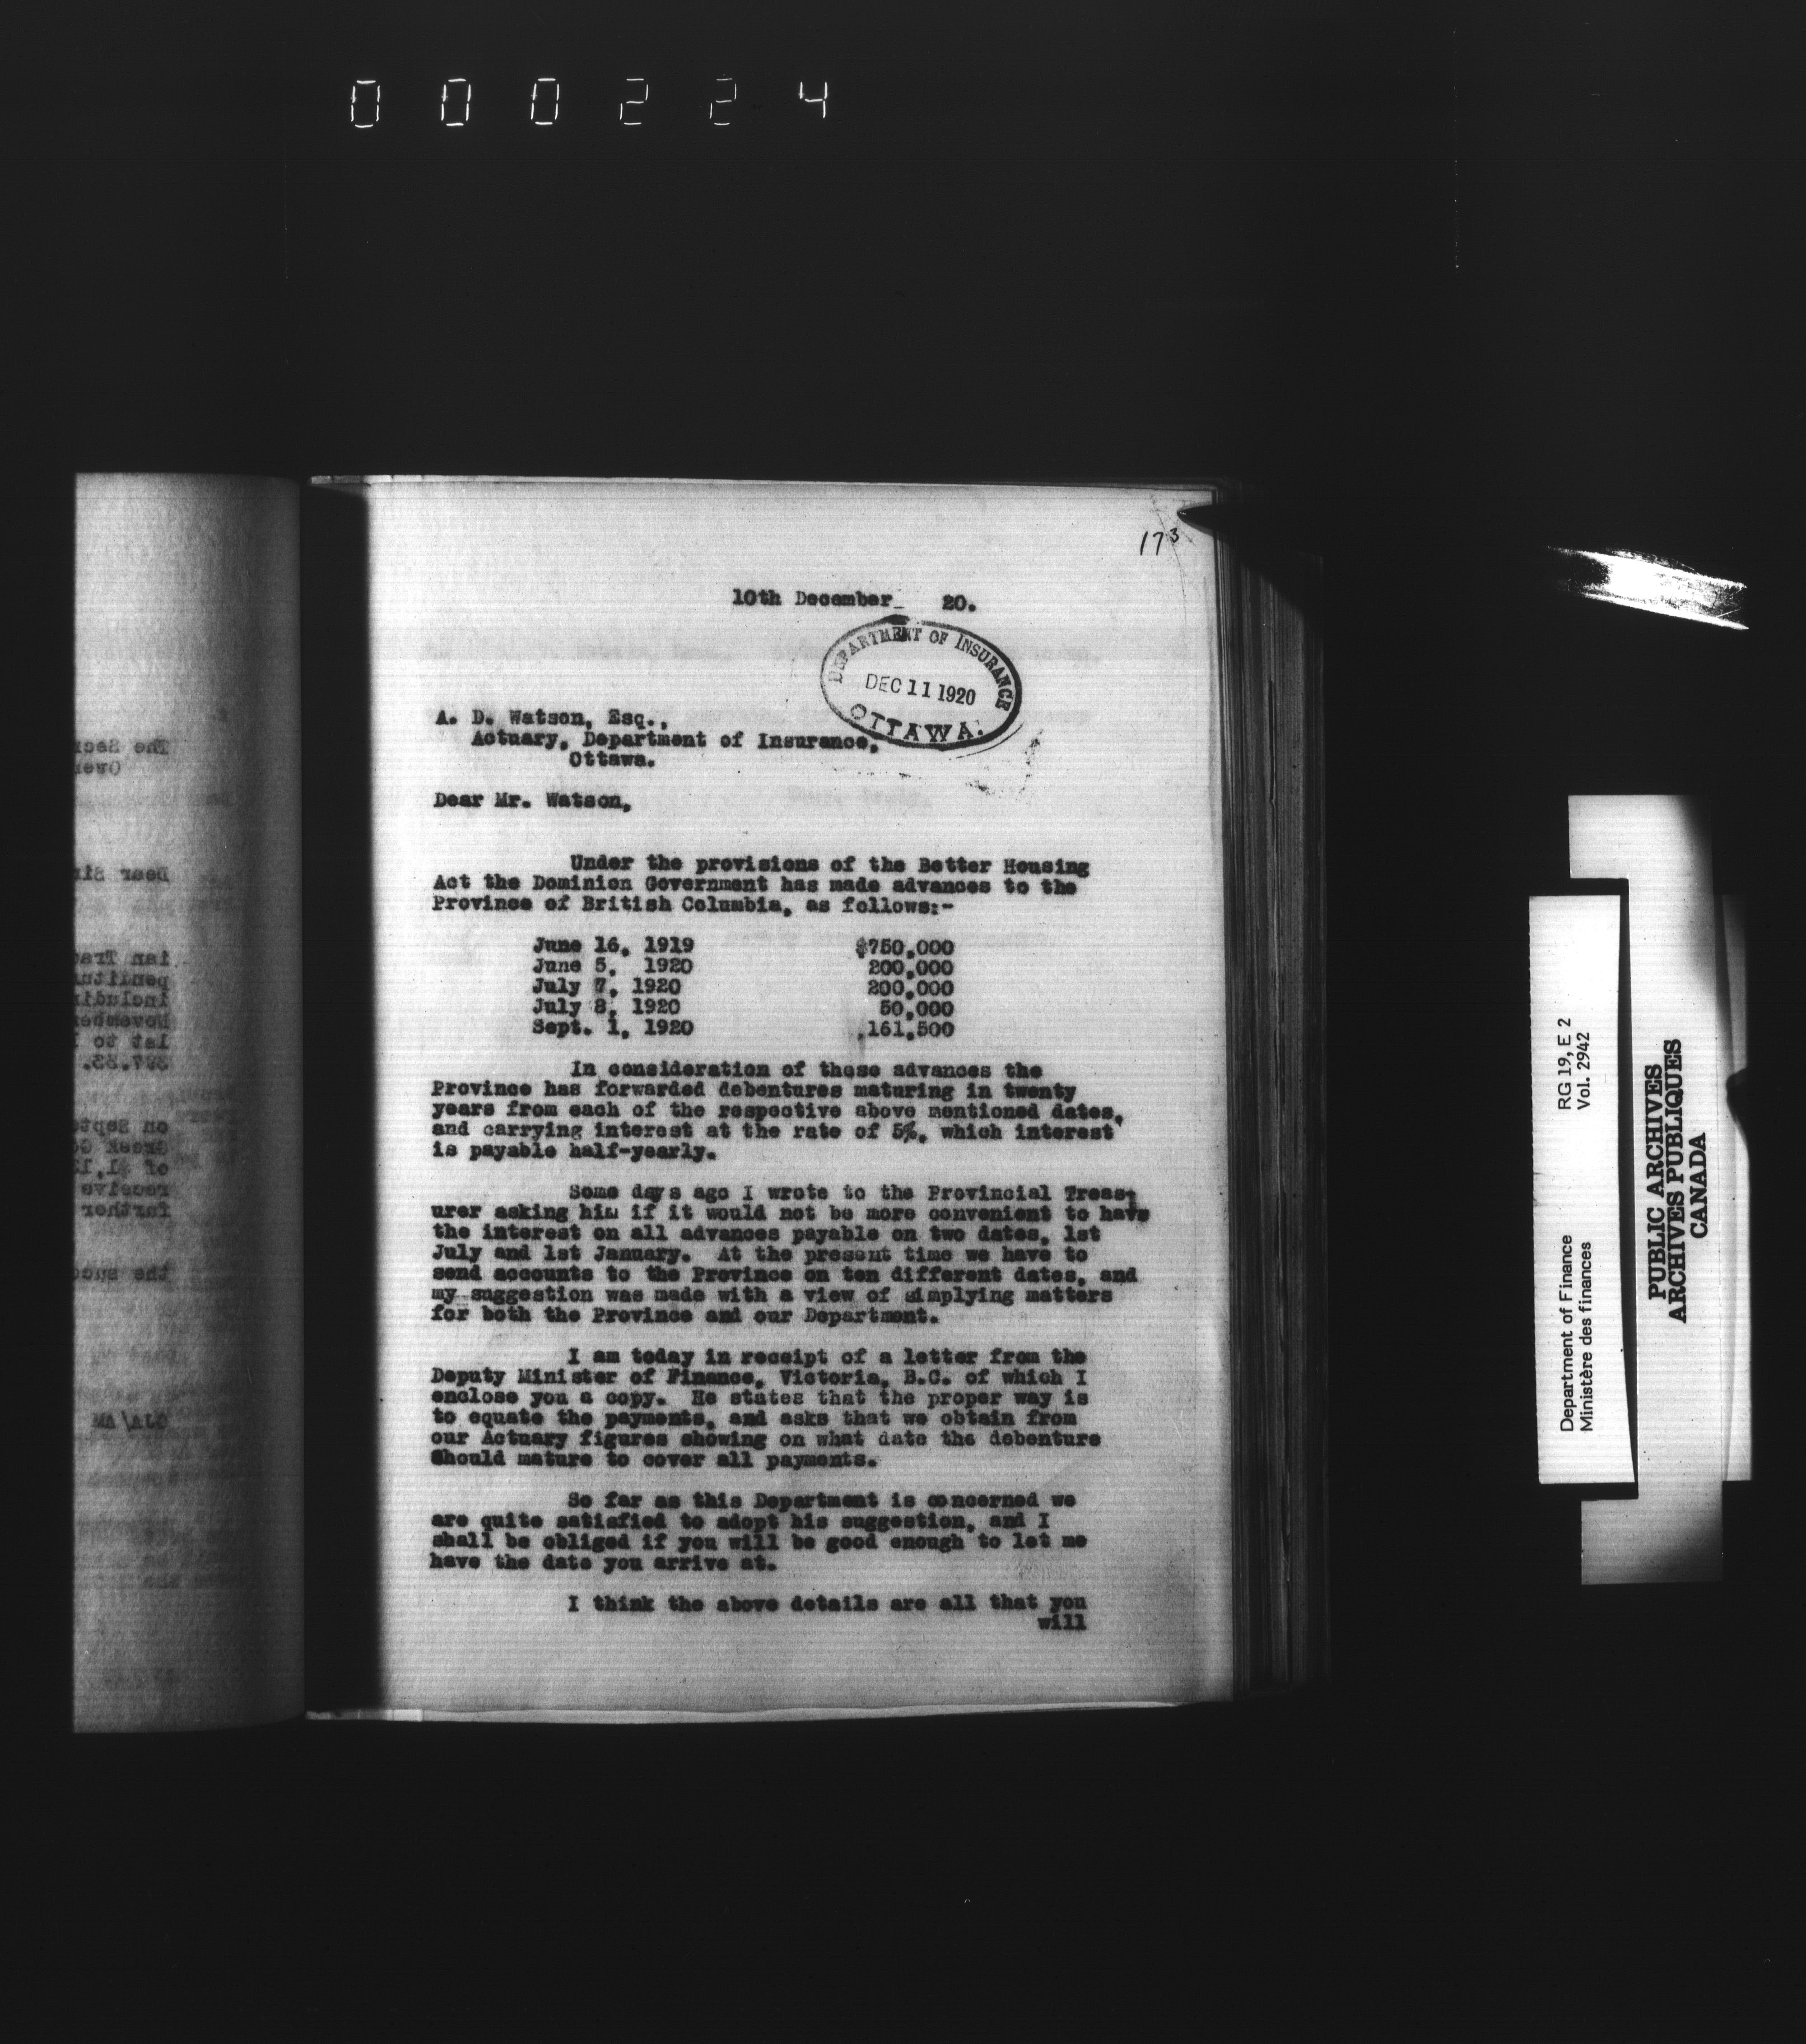 000224
173
10th December_ 20.
DEPARTMENT OF INSURANCE
DEC 11 1920
OTTAWA.
A. D. Watson, Esq.,
Actuary, Department of Insurance,
Ottawa.
Dear Mr. Watson,
Under the provisions of the Better Housing
Act the Dominion Government has made advances to the
Province of British Columbia, as follows:-
June 16, 1919 $750,000
June 5, 1920 200,000
July 7, 1920 200,000
July 8, 1920 50,000
Sept. 1, 1920 161,500
In consideration of these advances the
Province has forwarded debentures maturing in twenty
years from each of the respective above mentioned dates,
and carrying interest at the rate of 5%, which interest
is payable half-yearly.
Some days ago I wrote to the Provincial Treas-
urer asking him if it would not be more convenient to have
the interest on all advances payable on two dates, 1st
July and 1st January. At the present time we have to
send accounts to the Province on ten different dates, and
my suggestion was made with a view of simplying matters
for both the Province and our Department.
I am today in receipt of a letter from the
Deputy Minister of Finance, Victoria, B.C. of which I
enclose you a copy. He states that the proper way is
to equate the payments, and asks that we obtain from
our Actuary figures showing on what date the debenture
Should mature to cover all payments.
So far as this Department is concerned we
are quite satisfied to adopt his suggestion, and I
shall be obliged if you will be good enough to let me
have the date you arrive at.
I think the above details are all that you
will
Department of Finance RG 19, E 2
Ministère des finances Vol. 2942
PUBLIC ARCHIVES
ARCHIVES PUBLIQUES
CANADA